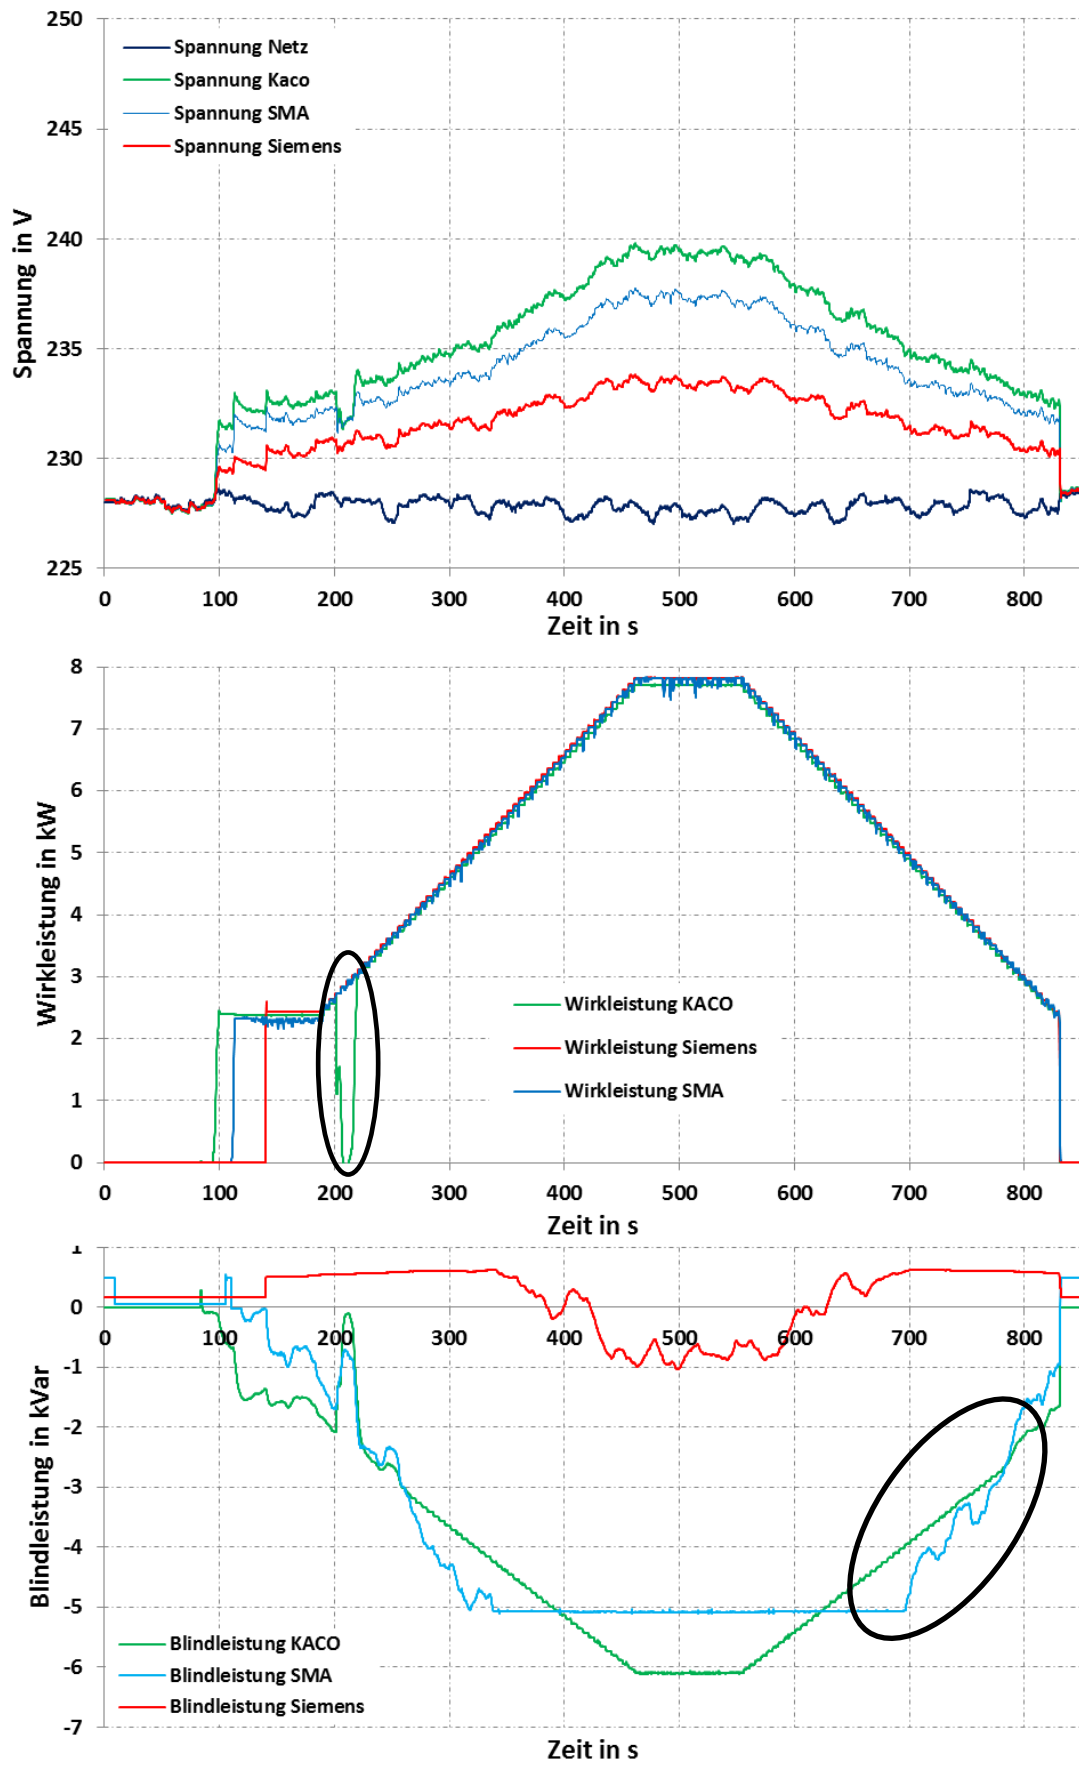 250
245
240
235
230
225
Spannung in V
Spannung Netz
Spannung Kaco
Spannung SMA
Spannung Siemens
0 100 200 300 400 500 600 700 800
Zeit in s
8
7
6
5
4
3
2
1
0
Wirkleistung in kW
Wirkleistung KACO
Wirkleistung Siemens
Wirkleistung SMA
0 100 200 300 400 500 600 700 800
Zeit in s
1
0
-1
-2
-3
-4
-5
-6
-7
Blindleistung in kVar
0 100 200 300 400 500 600 700 800
Blindleistung KACO
Blindleistung SMA
Blindleistung Siemens
Zeit in s